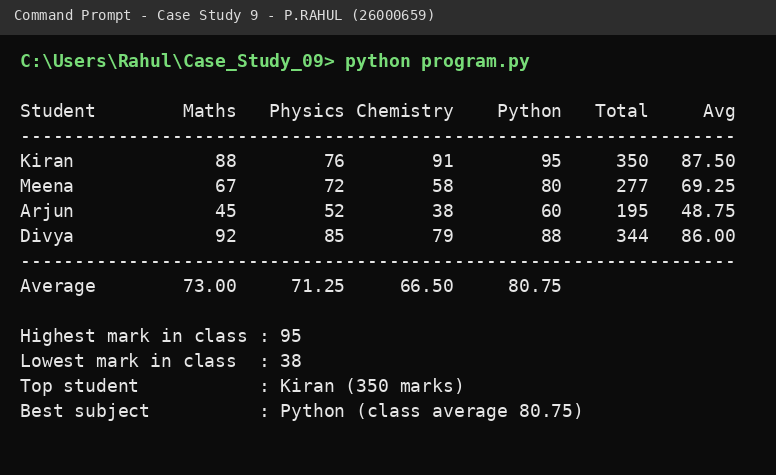 Command Prompt - Case Study 9 - P.RAHUL (26000659)
C:\Users\Rahul\Case_Study_09> python program.py
Student        Maths   Physics Chemistry    Python   Total     Avg
------------------------------------------------------------------
Kiran             88        76        91        95     350   87.50
Meena             67        72        58        80     277   69.25
Arjun             45        52        38        60     195   48.75
Divya             92        85        79        88     344   86.00
------------------------------------------------------------------
Average        73.00     71.25     66.50     80.75
Highest mark in class : 95
Lowest mark in class  : 38
Top student           : Kiran (350 marks)
Best subject          : Python (class average 80.75)